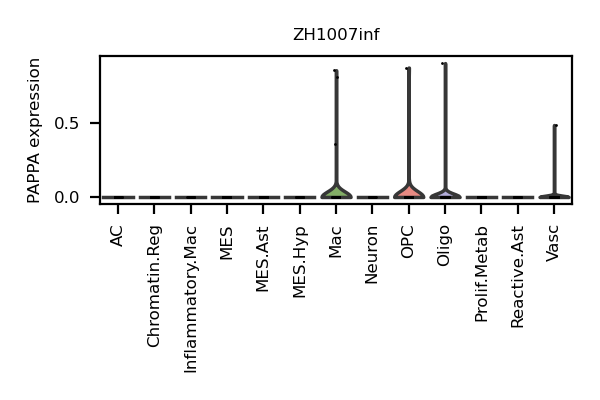 ZH1007inf
PAPPA expression
0.5
0.0
AC
Chromatin.Reg
Inflammatory.Mac
MES
MES.Ast
MES.Hyp
Mac
Neuron
OPC
Oligo
Prolif.Metab
Reactive.Ast
Vasc